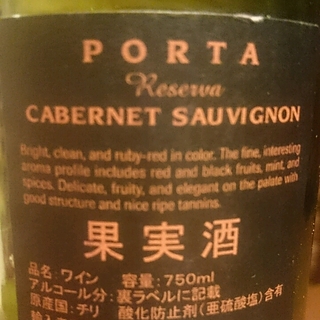 PORTA
Reserva
CABERNET SAUVIGNON
Bright, clean, and ruby-red in color. The fine, interesting
aroma profile includes red and black fruits, mint, and
spices. Delicate, fruity, and elegant on the palate with
good structure and nice ripe tannins.
果実酒
品名:ワイン 容量:750ml
アルコール分:裏ラベルに記載
原産国:チリ 酸化防止剤(亜硫酸塩)含有